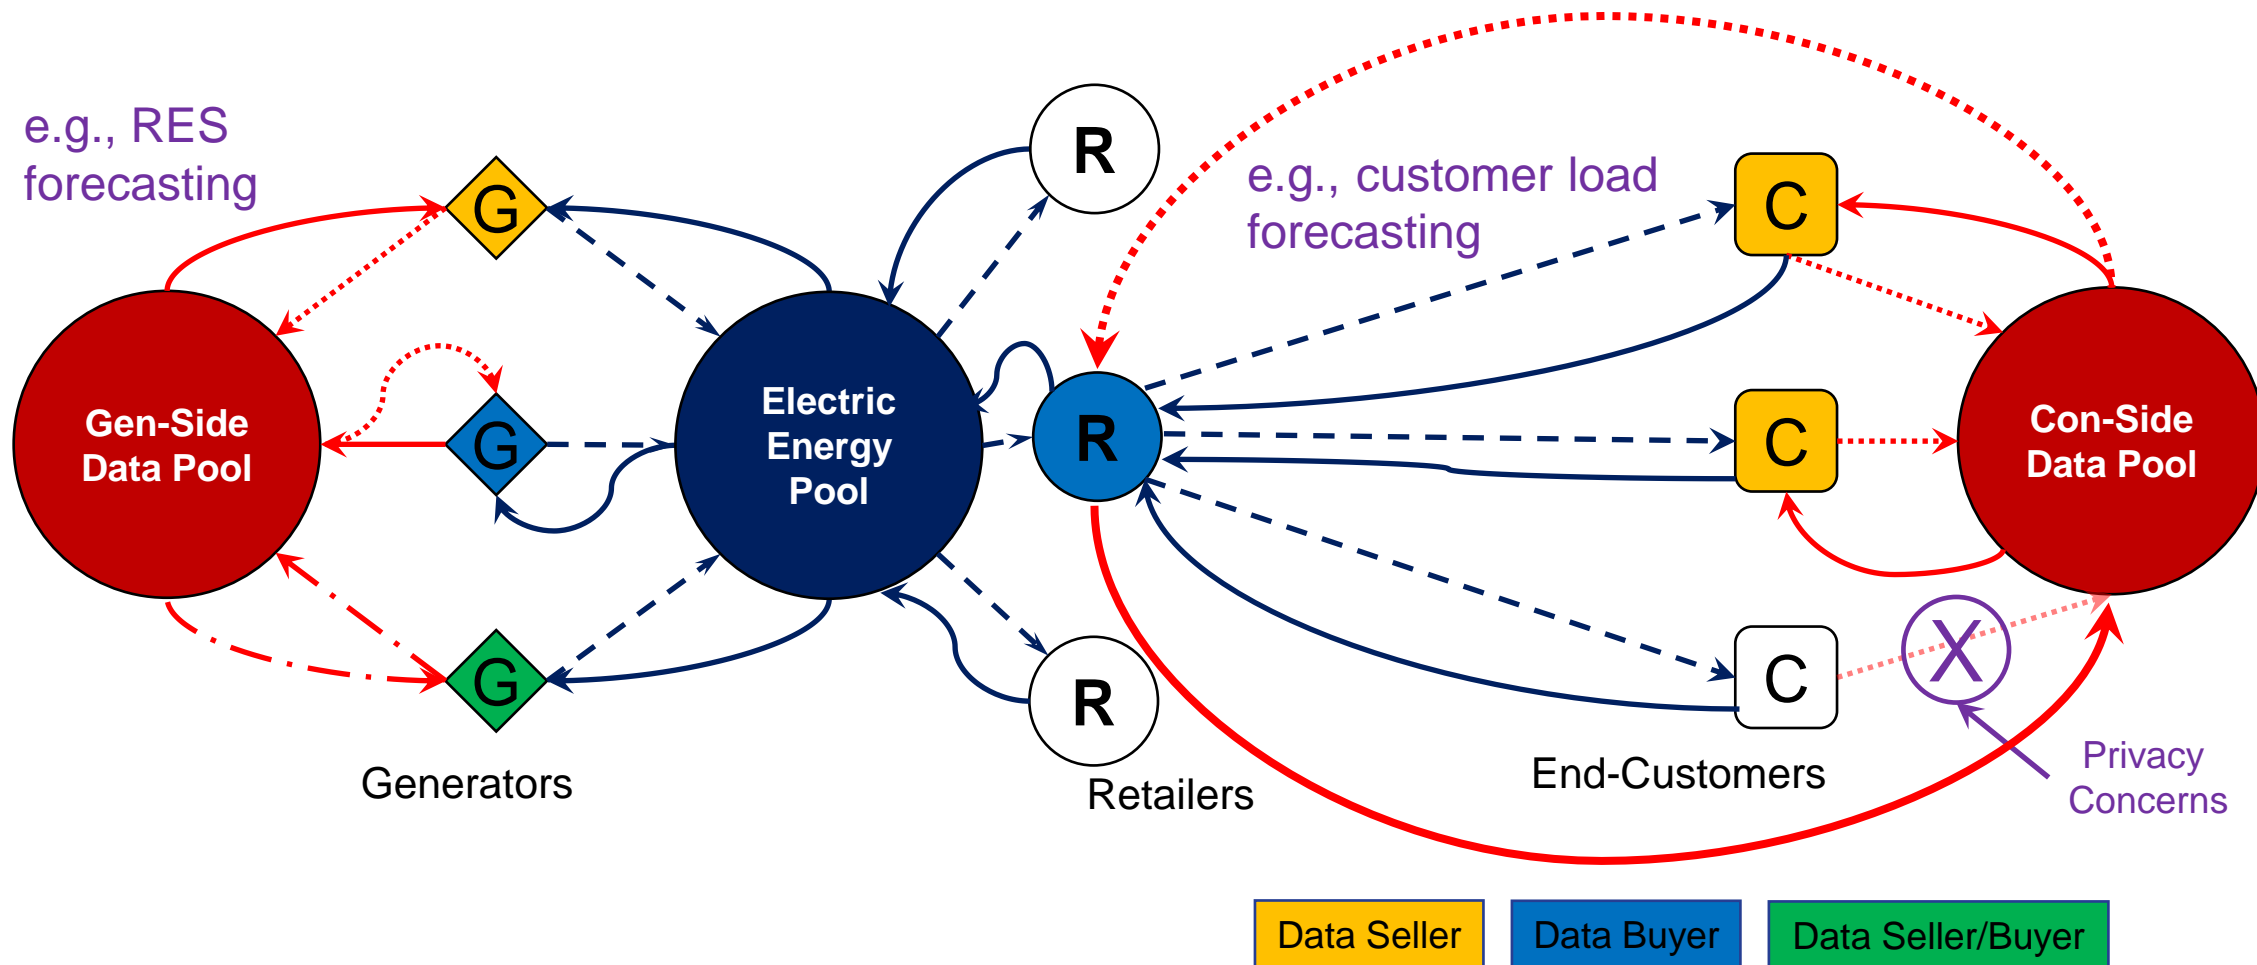 e.g., RES
forecasting
G
G
G
Gen-Side
Data Pool
Generators
Electric
Energy
Pool
R
R
R
Retailers
e.g., customer load
forecasting
C
C
C
End-Customers
Con-Side
Data Pool
X
Privacy
Concerns
Data Seller
Data Buyer
Data Seller/Buyer